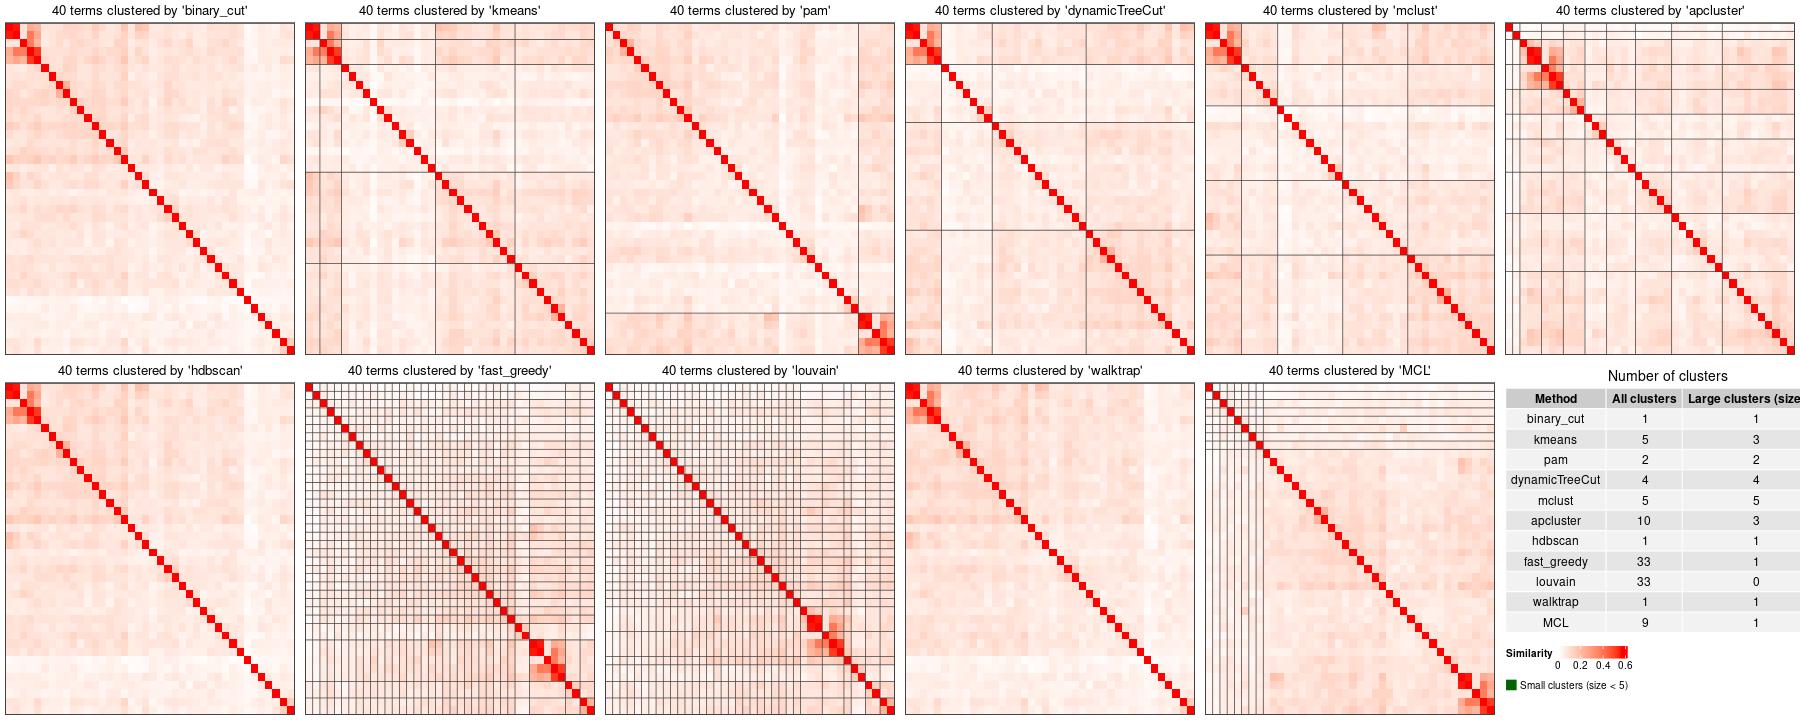 40 terms clustered by 'binary_cut'
40 terms clustered by 'kmeans'
40 terms clustered by 'pam'
40 terms clustered by 'dynamicTreeCut'
40 terms clustered by 'mclust'
40 terms clustered by 'apcluster'
40 terms clustered by 'hdbscan'
40 terms clustered by 'fast_greedy'
40 terms clustered by 'louvain'
40 terms clustered by 'walktrap'
40 terms clustered by 'MCL'
Number of clusters
Method All clusters Large clusters (size
binary_cut 1 1
kmeans 5 3
pam 2 2
dynamicTreeCut 4 4
mclust 5 5
apcluster 10 3
hdbscan 1 1
fast_greedy 33 1
louvain 33 0
walktrap 1 1
MCL 9 1
Similarity
0 0.2 0.4 0.6
Small clusters (size < 5)